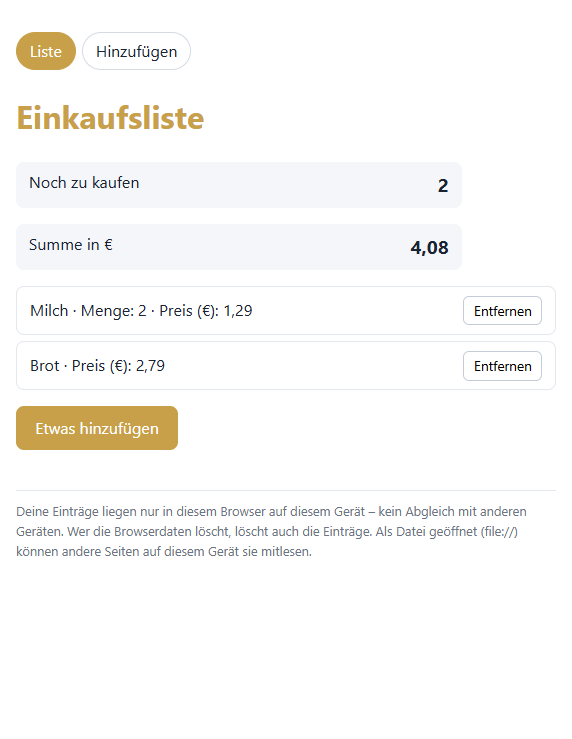 Liste Hinzufügen
Einkaufsliste
Noch zu kaufen 2
Summe in € 4,08
Milch · Menge: 2 · Preis (€): 1,29 Entfernen
Brot · Preis (€): 2,79 Entfernen
Etwas hinzufügen
Deine Einträge liegen nur in diesem Browser auf diesem Gerät – kein Abgleich mit anderen
Geräten. Wer die Browserdaten löscht, löscht auch die Einträge. Als Datei geöffnet (file://)
können andere Seiten auf diesem Gerät sie mitlesen.